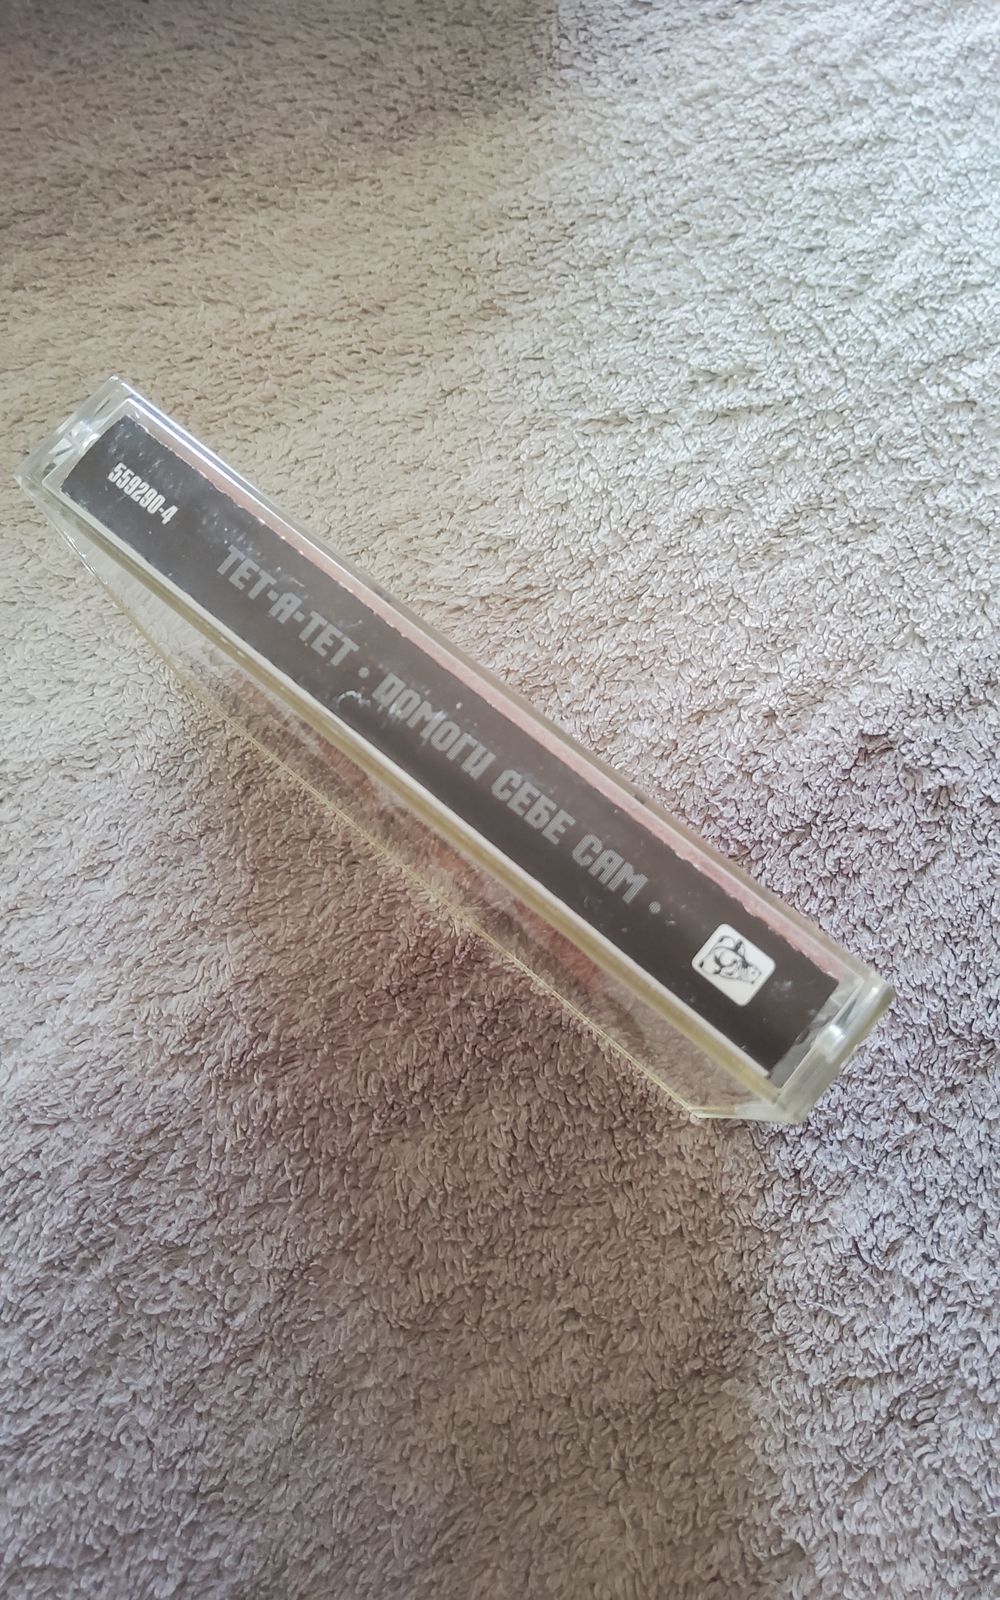 559290-4 ТЕТ-А-ТЕТ • ПОМОГИ СЕБЕ САМ •